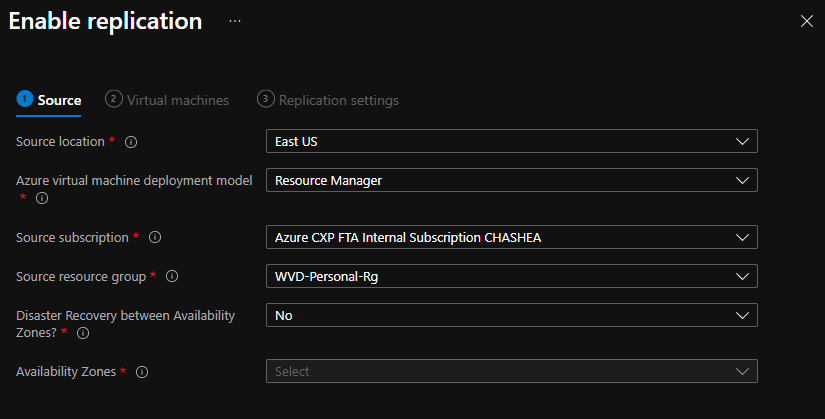 Enable replication ...
1 Source 2 Virtual machines 3 Replication settings
Source location * East US
Azure virtual machine deployment model * Resource Manager
Source subscription * Azure CXP FTA Internal Subscription CHASHEA
Source resource group * WVD-Personal-Rg
Disaster Recovery between Availability
Zones? * No
Availability Zones * Select